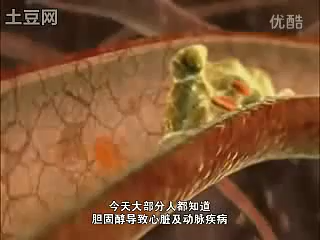 土豆网
优酷
今天大部分人都知道
胆固醇导致心脏及动脉疾病